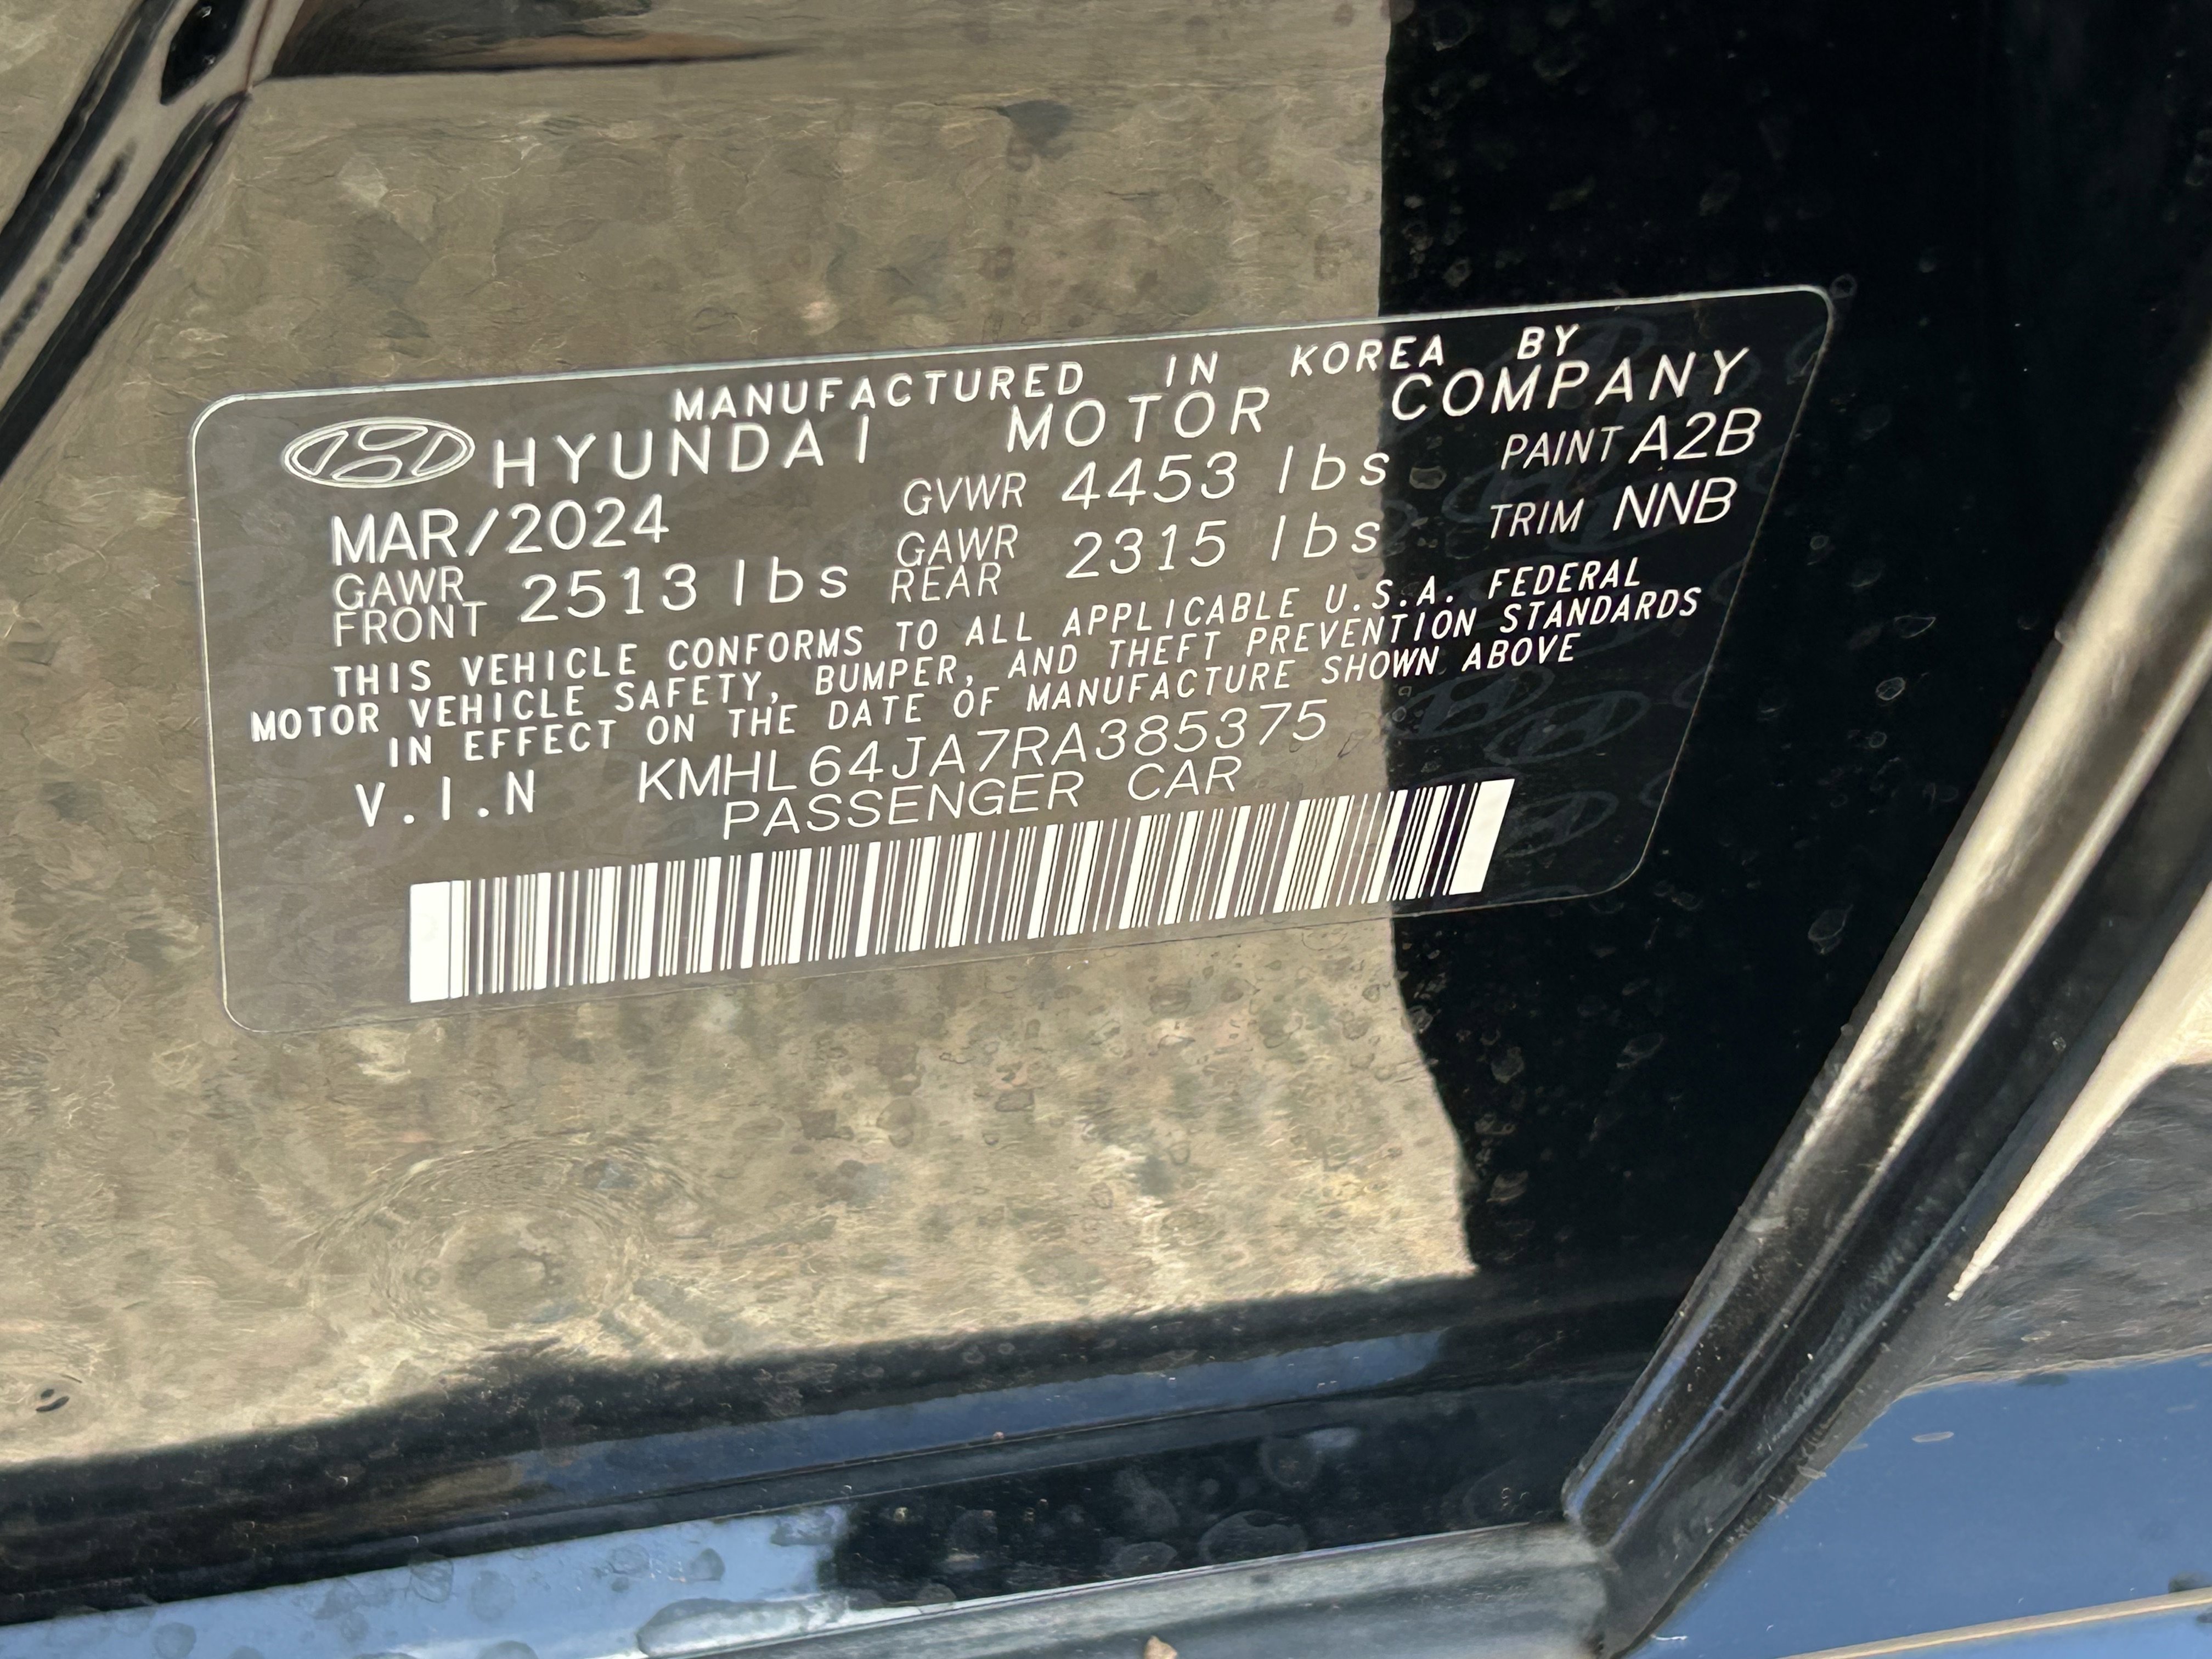 MANUFACTURED IN KOREA BY
HYUNDAI MOTOR COMPANY
MAR/2024 GVWR 4453 lbs PAINT A2B
GAWR FRONT 2513 lbs GAWR REAR 2315 lbs TRIM NNB
THIS VEHICLE CONFORMS TO ALL APPLICABLE U.S.A. FEDERAL
MOTOR VEHICLE SAFETY, BUMPER, AND THEFT PREVENTION STANDARDS
IN EFFECT ON THE DATE OF MANUFACTURE SHOWN ABOVE
V.I.N KMHL64JA7RA385375
PASSENGER CAR